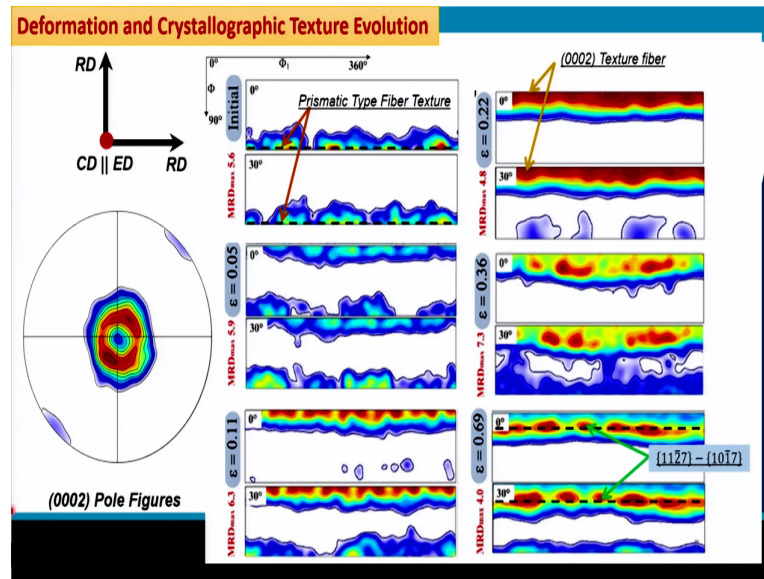 Deformation and Crystallographic Texture Evolution
RD
RD
CD || ED
(0002) Pole Figures
0° Φ₁ 360°
Φ
90°
Initial
0°
Prismatic Type Fiber Texture
30°
MRDmax 5.6
ε = 0.05
0°
30°
MRDmax 5.9
ε = 0.11
0°
30°
MRDmax 6.3
(0002) Texture fiber
ε = 0.22
0°
30°
MRDmax 4.8
ε = 0.36
0°
30°
MRDmax 7.3
ε = 0.69
0°
{112̅7} − {101̅7}
30°
MRDmax 4.0